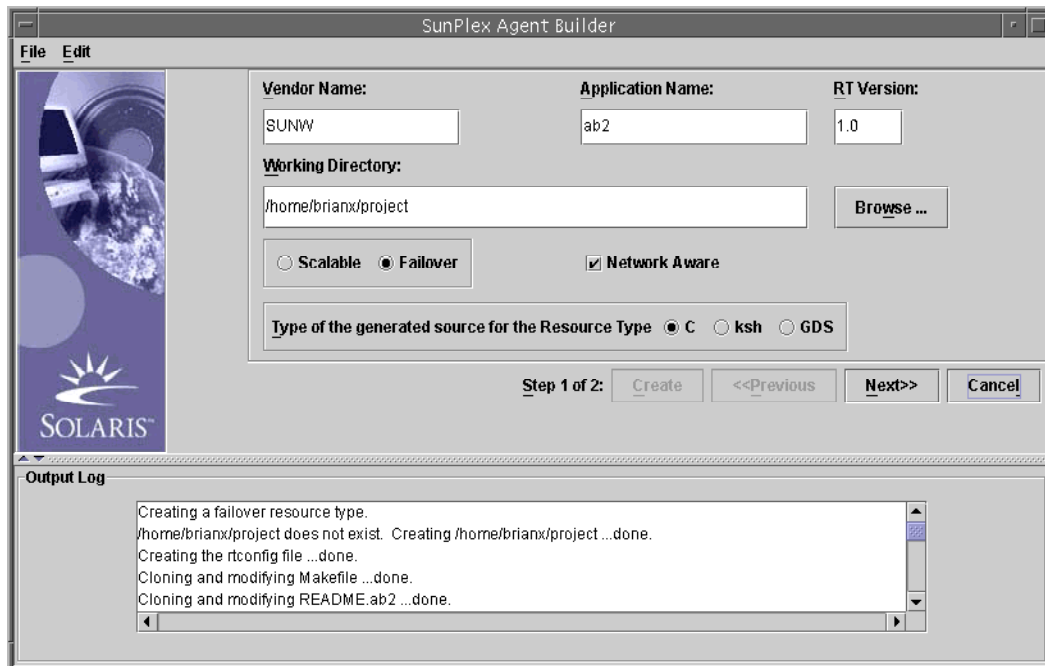 SunPlex Agent Builder
File Edit
Vendor Name: Application Name: RT Version:
SUNW ab2 1.0
Working Directory:
/home/brianx/project Browse ...
Scalable Failover Network Aware
Type of the generated source for the Resource Type C ksh GDS
Step 1 of 2: Create <<Previous Next>> Cancel
SOLARIS™
Output Log
Creating a failover resource type.
/home/brianx/project does not exist. Creating /home/brianx/project ...done.
Creating the rtconfig file ...done.
Cloning and modifying Makefile ...done.
Cloning and modifying README.ab2 ...done.